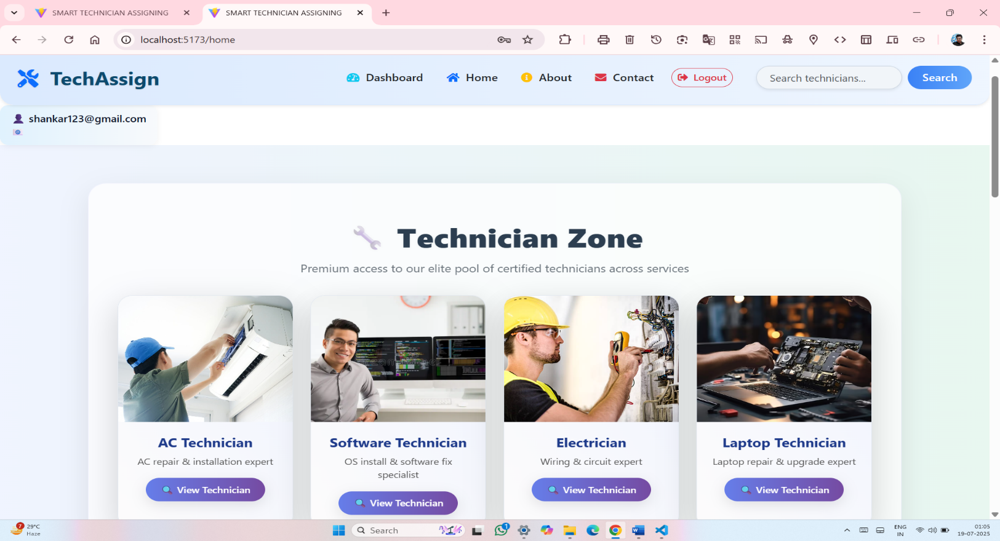 SMART TECHNICIAN ASSIGNING
SMART TECHNICIAN ASSIGNING
localhost:5173/home
TechAssign
Dashboard
Home
About
Contact
Logout
Search technicians...
Search
shankar123@gmail.com
Technician Zone
Premium access to our elite pool of certified technicians across services
AC Technician
AC repair & installation expert
View Technician
Software Technician
OS install & software fix
specialist
View Technician
Electrician
Wiring & circuit expert
View Technician
Laptop Technician
Laptop repair & upgrade expert
View Technician
7
29°C
Haze
Search
1
ENG
IN
01:05
19-07-2025